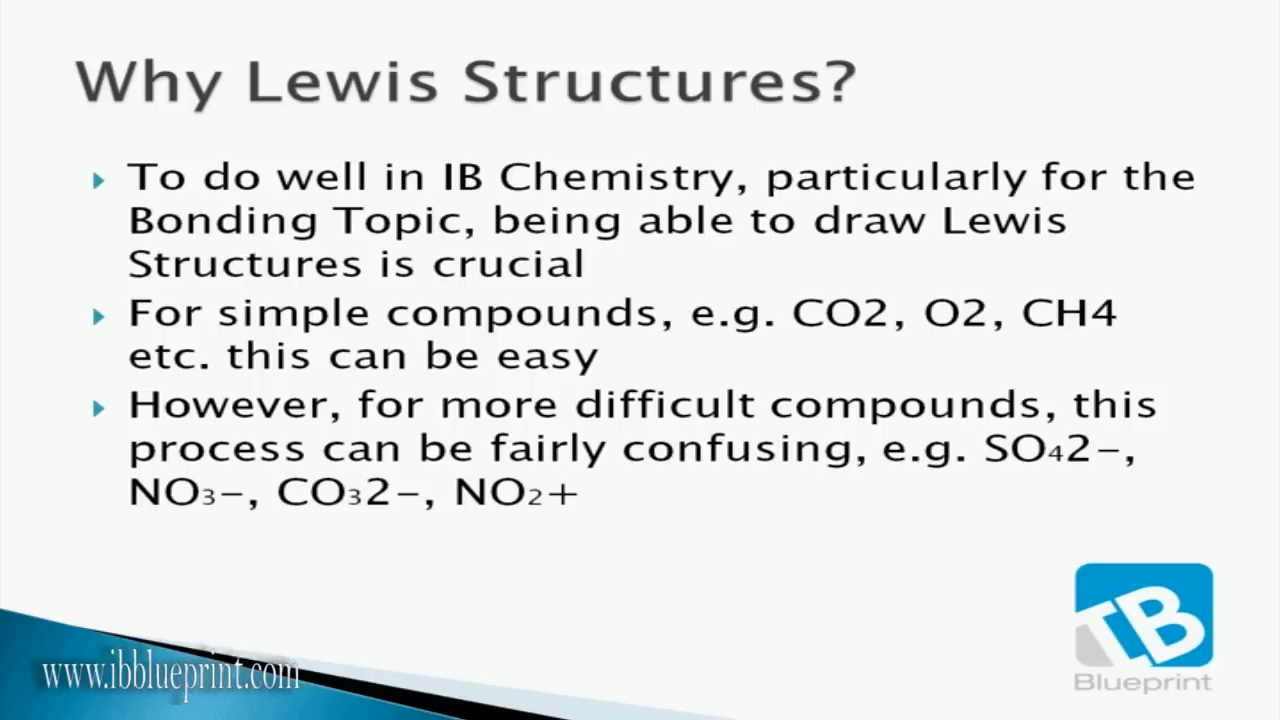 Why Lewis Structures?
To do well in IB Chemistry, particularly for the
Bonding Topic, being able to draw Lewis
Structures is crucial
For simple compounds, e.g. CO2, O2, CH4
etc. this can be easy
However, for more difficult compounds, this
process can be fairly confusing, e.g. SO₄2−,
NO₃−, CO₃2−, NO₂+
www.ibblueprint.com
IB
Blueprint